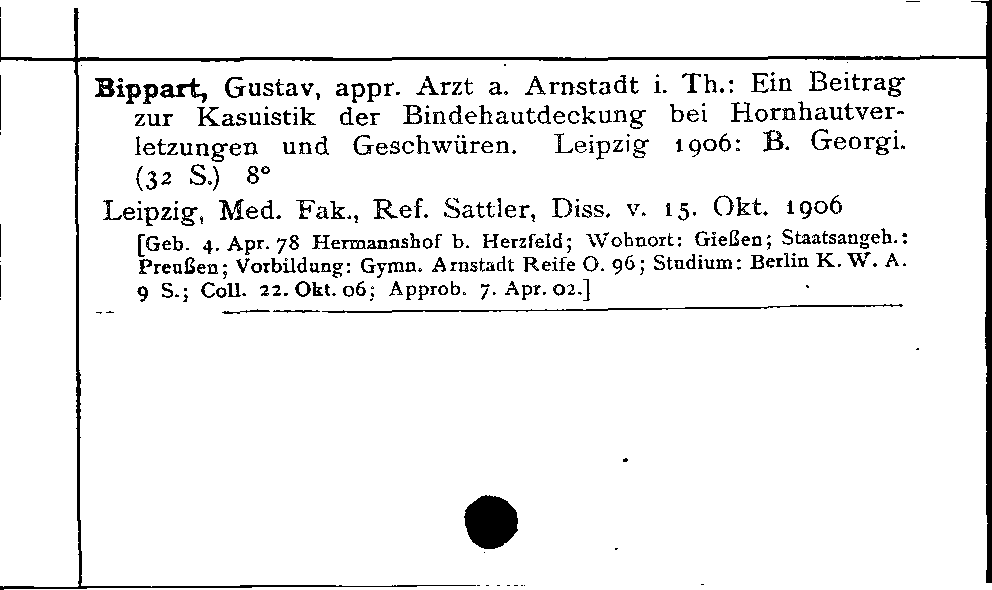 Bippart, Gustav, appr. Arzt a. Arnstadt i. Th.: Ein Beitrag
zur Kasuistik der Bindehautdeckung bei Hornhautver-
letzungen und Geschwüren. Leipzig 1906: B. Georgi.
(32 S.) 8°
Leipzig, Med. Fak., Ref. Sattler, Diss. v. 15. Okt. 1906
[Geb. 4. Apr. 78 Hermannshof b. Herzfeld; Wohnort: Gießen; Staatsangeh.:
Preußen; Vorbildung: Gymn. Arnstadt Reife O. 96; Studium: Berlin K. W. A.
9 S.; Coll. 22. Okt. 06; Approb. 7. Apr. 02.]